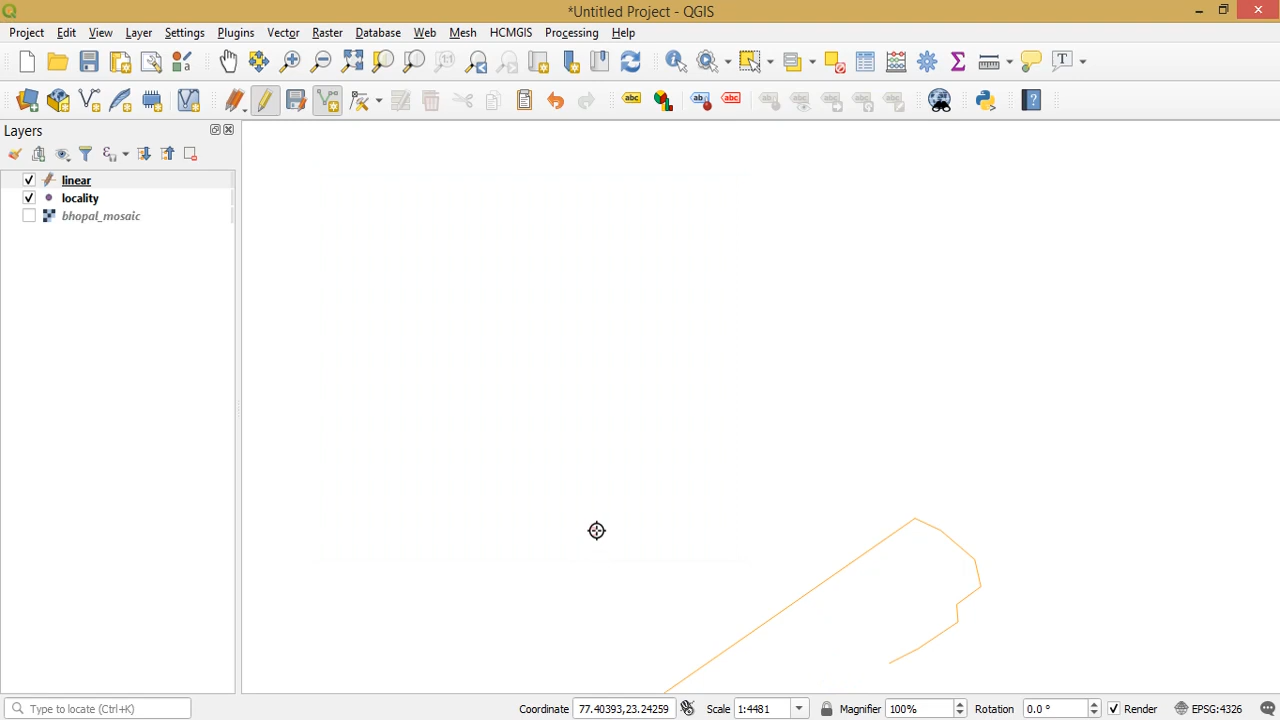 *Untitled Project - QGIS
Project Edit View Layer Settings Plugins Vector Raster Database Web Mesh HCMGIS Processing Help
Layers
linear
locality
bhopal_mosaic
Type to locate (Ctrl+K) Coordinate 77.40393,23.24259 Scale 1:4481 Magnifier 100% Rotation 0.0 ° Render EPSG:4326